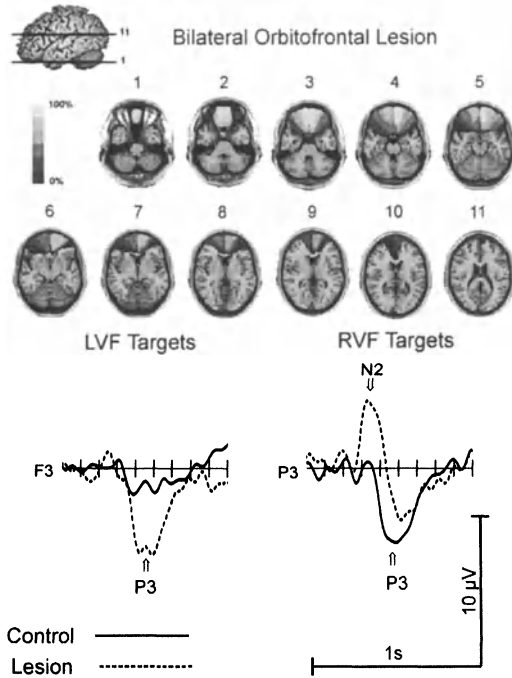 Bilateral Orbitofrontal Lesion
11
1
100%
0%
1 2 3 4 5
6 7 8 9 10 11
LVF Targets RVF Targets
N2
F3 P3
P3 P3
10 µV
Control
1s
Lesion